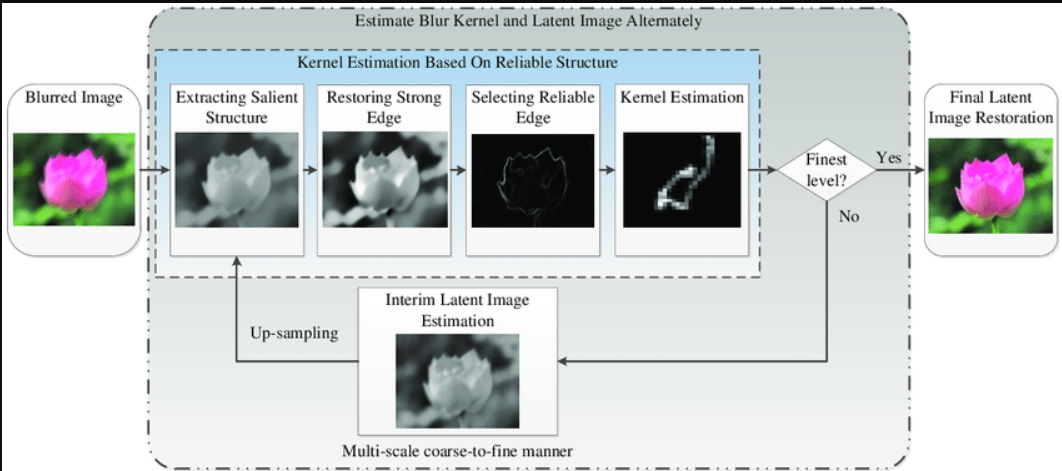 Estimate Blur Kernel and Latent Image Alternately
Kernel Estimation Based On Reliable Structure
Blurred Image
Extracting Salient
Structure
Restoring Strong
Edge
Selecting Reliable
Edge
Kernel Estimation
Finest
level?
Yes
No
Final Latent
Image Restoration
Interim Latent Image
Estimation
Up-sampling
Multi-scale coarse-to-fine manner